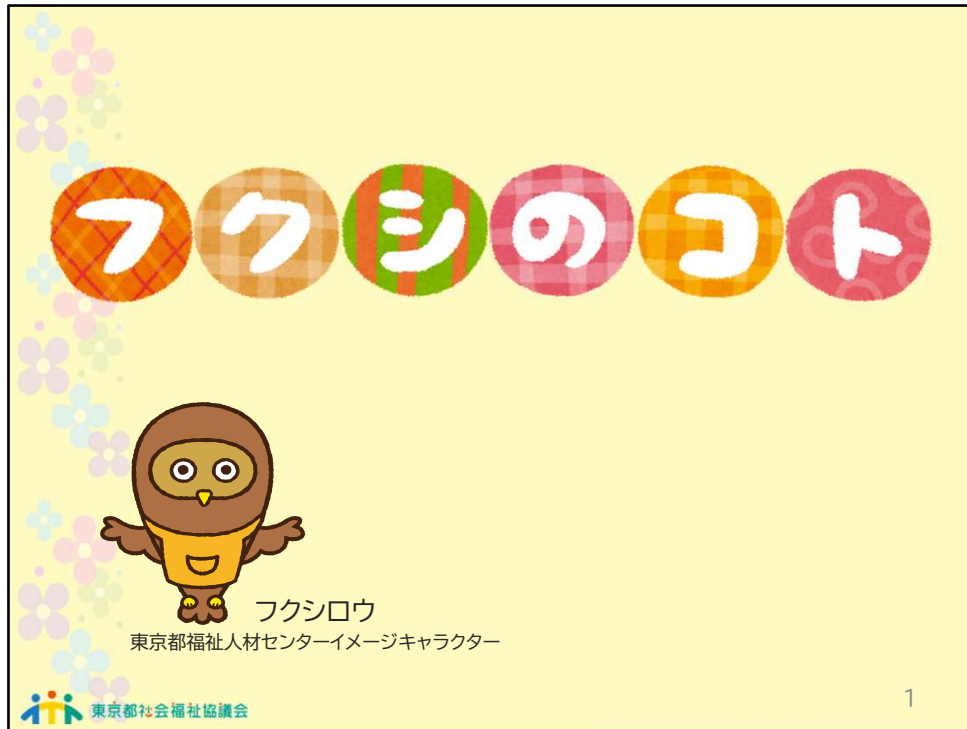 フクシのコト
フクシロウ
東京都福祉人材センターイメージキャラクター
東京都社会福祉協議会
1